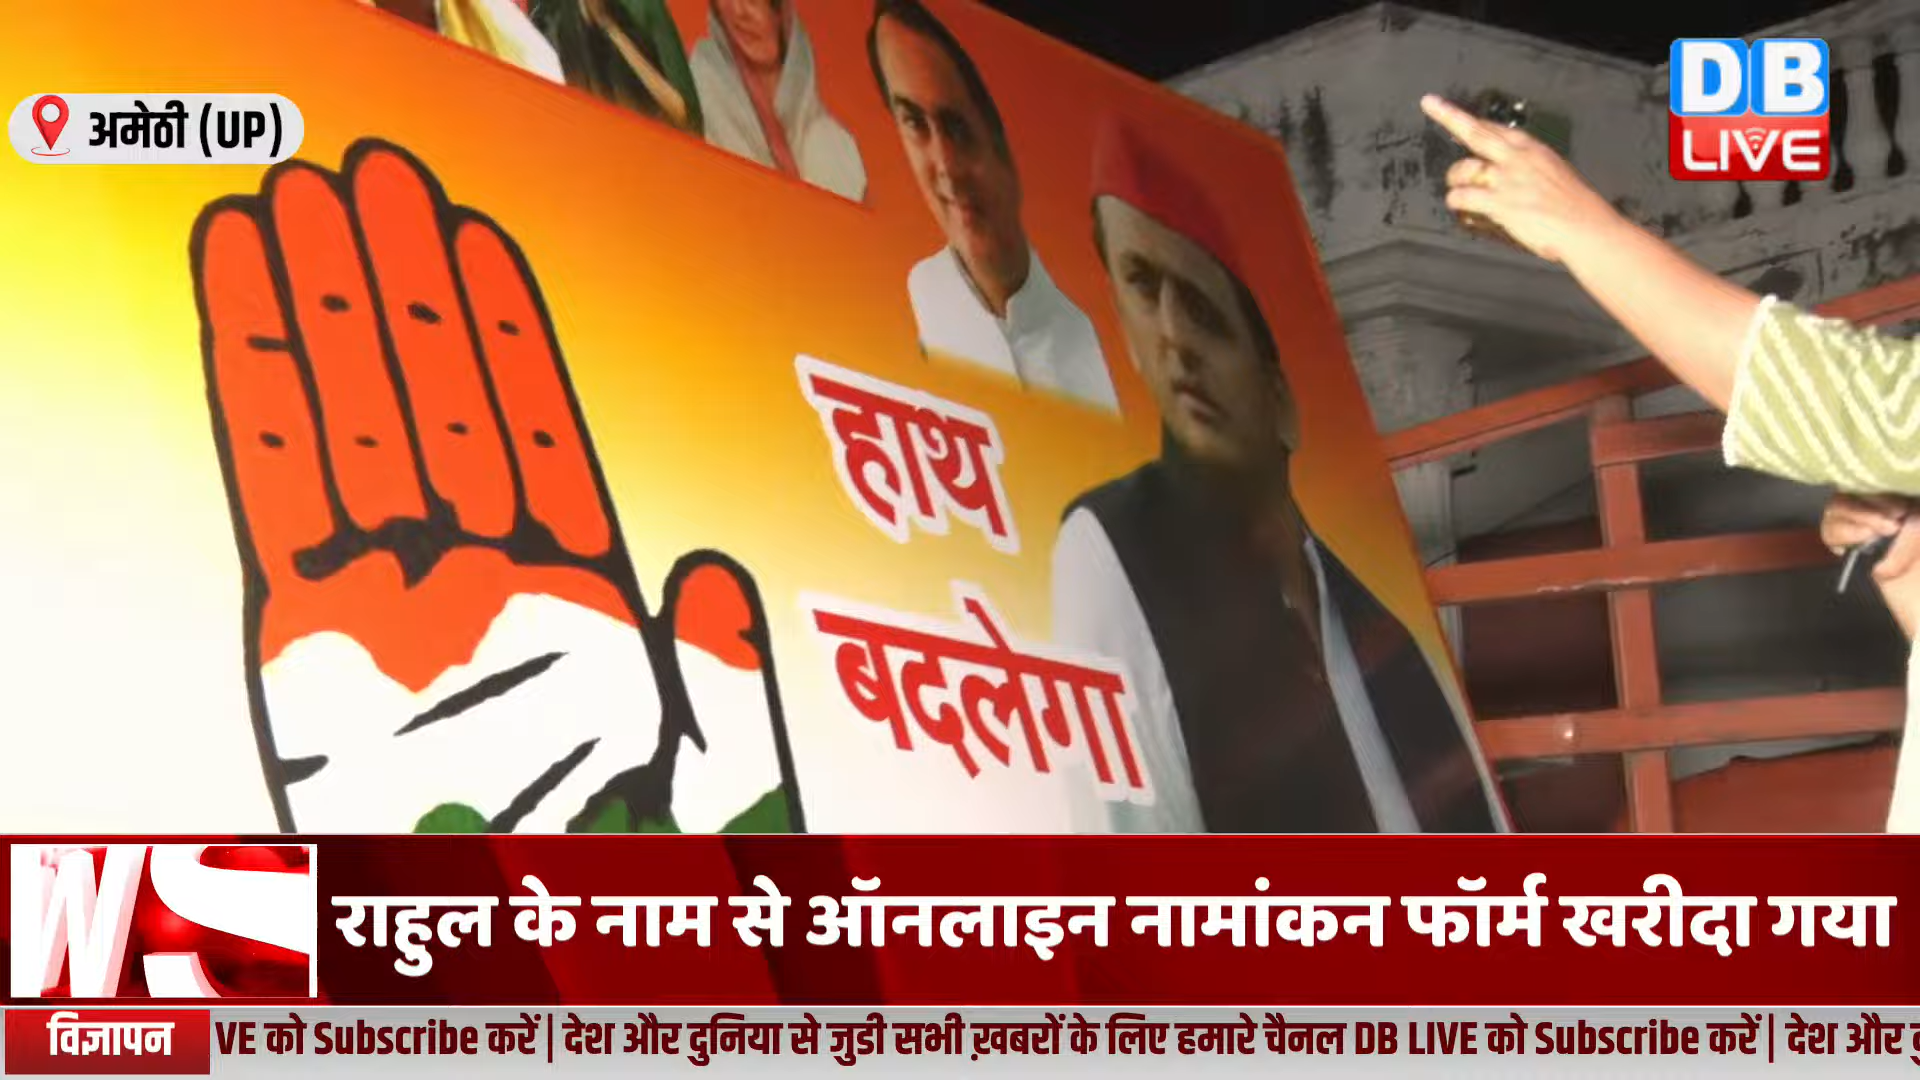 अमेठी (UP)
DB
LIVE
हाथ
बदलेगा
WS
राहुल के नाम से ऑनलाइन नामांकन फॉर्म खरीदा गया
विज्ञापन
VE को Subscribe करें | देश और दुनिया से जुडी सभी ख़बरों के लिए हमारे चैनल DB LIVE को Subscribe करें | देश और